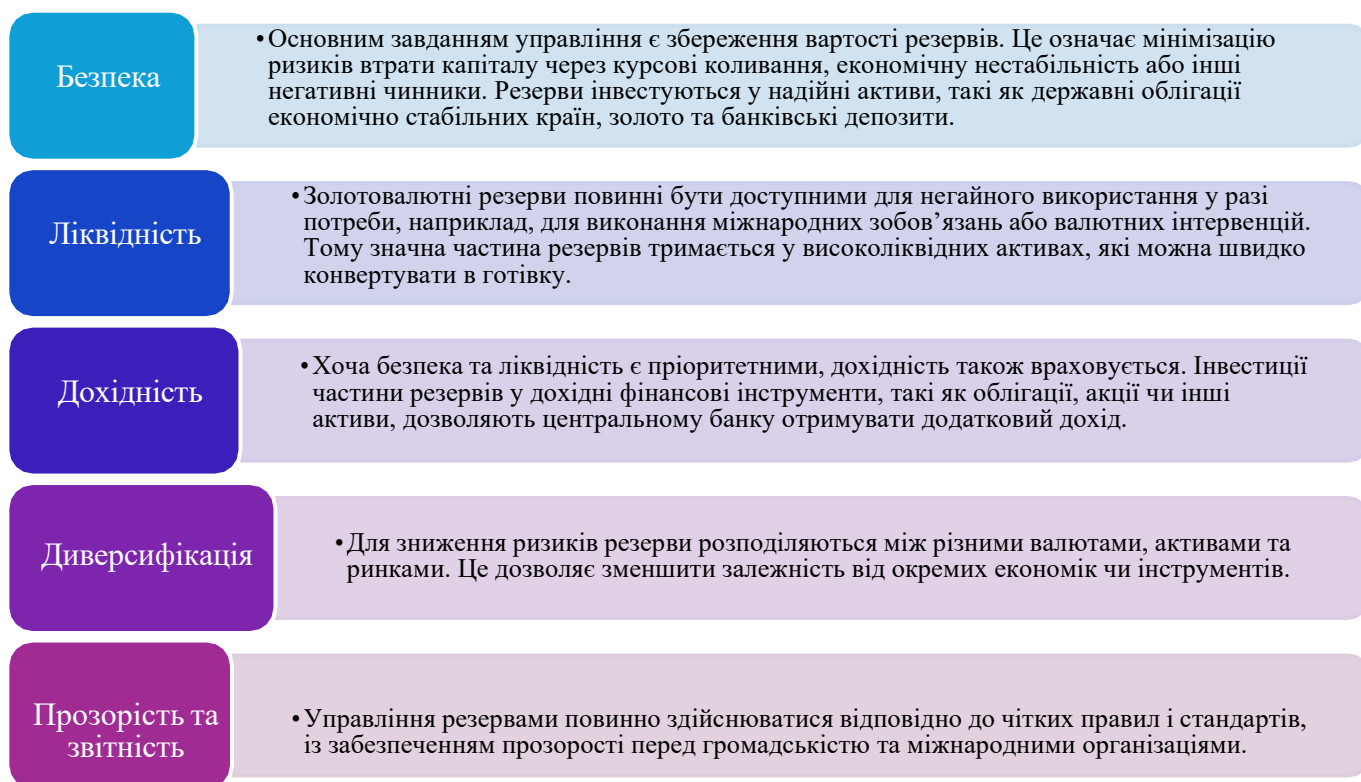 Безпека
•Основним завданням управління є збереження вартості резервів. Це означає мінімізацію
ризиків втрати капіталу через курсові коливання, економічну нестабільність або інші
негативні чинники. Резерви інвестуються у надійні активи, такі як державні облігації
економічно стабільних країн, золото та банківські депозити.
Ліквідність
•Золотовалютні резерви повинні бути доступними для негайного використання у разі
потреби, наприклад, для виконання міжнародних зобов’язань або валютних інтервенцій.
Тому значна частина резервів тримається у високоліквідних активах, які можна швидко
конвертувати в готівку.
Дохідність
•Хоча безпека та ліквідність є пріоритетними, дохідність також враховується. Інвестиції
частини резервів у дохідні фінансові інструменти, такі як облігації, акції чи інші
активи, дозволяють центральному банку отримувати додатковий дохід.
Диверсифікація
•Для зниження ризиків резерви розподіляються між різними валютами, активами та
ринками. Це дозволяє зменшити залежність від окремих економік чи інструментів.
Прозорість та
звітність
•Управління резервами повинно здійснюватися відповідно до чітких правил і стандартів,
із забезпеченням прозорості перед громадськістю та міжнародними організаціями.